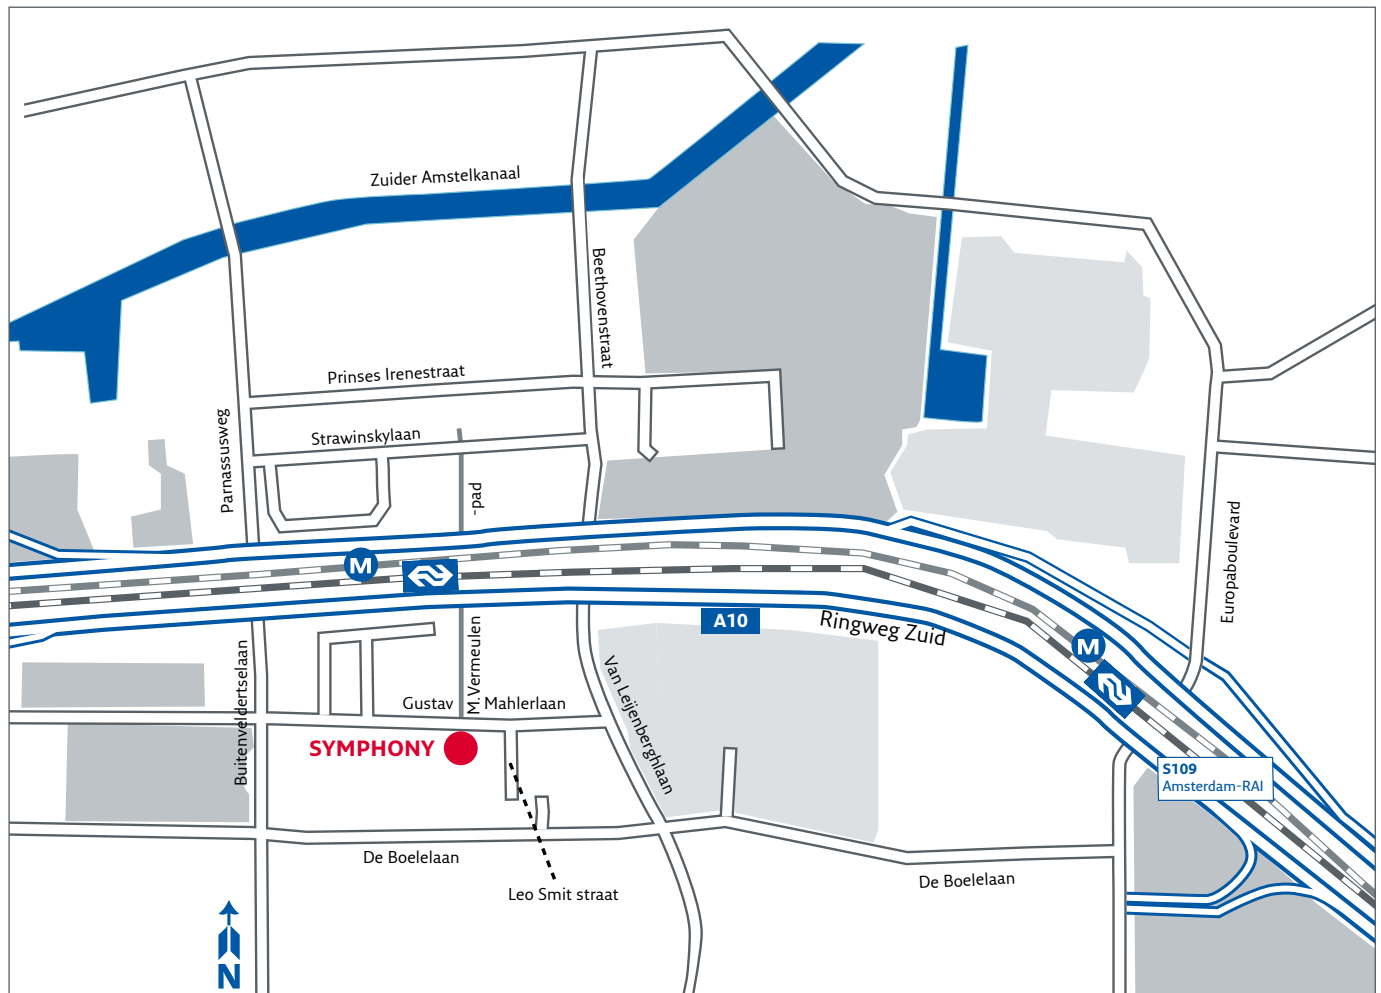 Zuider Amstelkanaal
Beethovenstraat
Prinses Irenestraat
Parnassusweg
Strawinskylaan
-pad
Europaboulevard
M
A10
Ringweg Zuid
M
Buitenveldertselaan
M.Vermeulen
Gustav
Mahlerlaan
Van Leijenberghlaan
SYMPHONY
S109
Amsterdam-RAI
De Boelelaan
De Boelelaan
Leo Smit straat
N